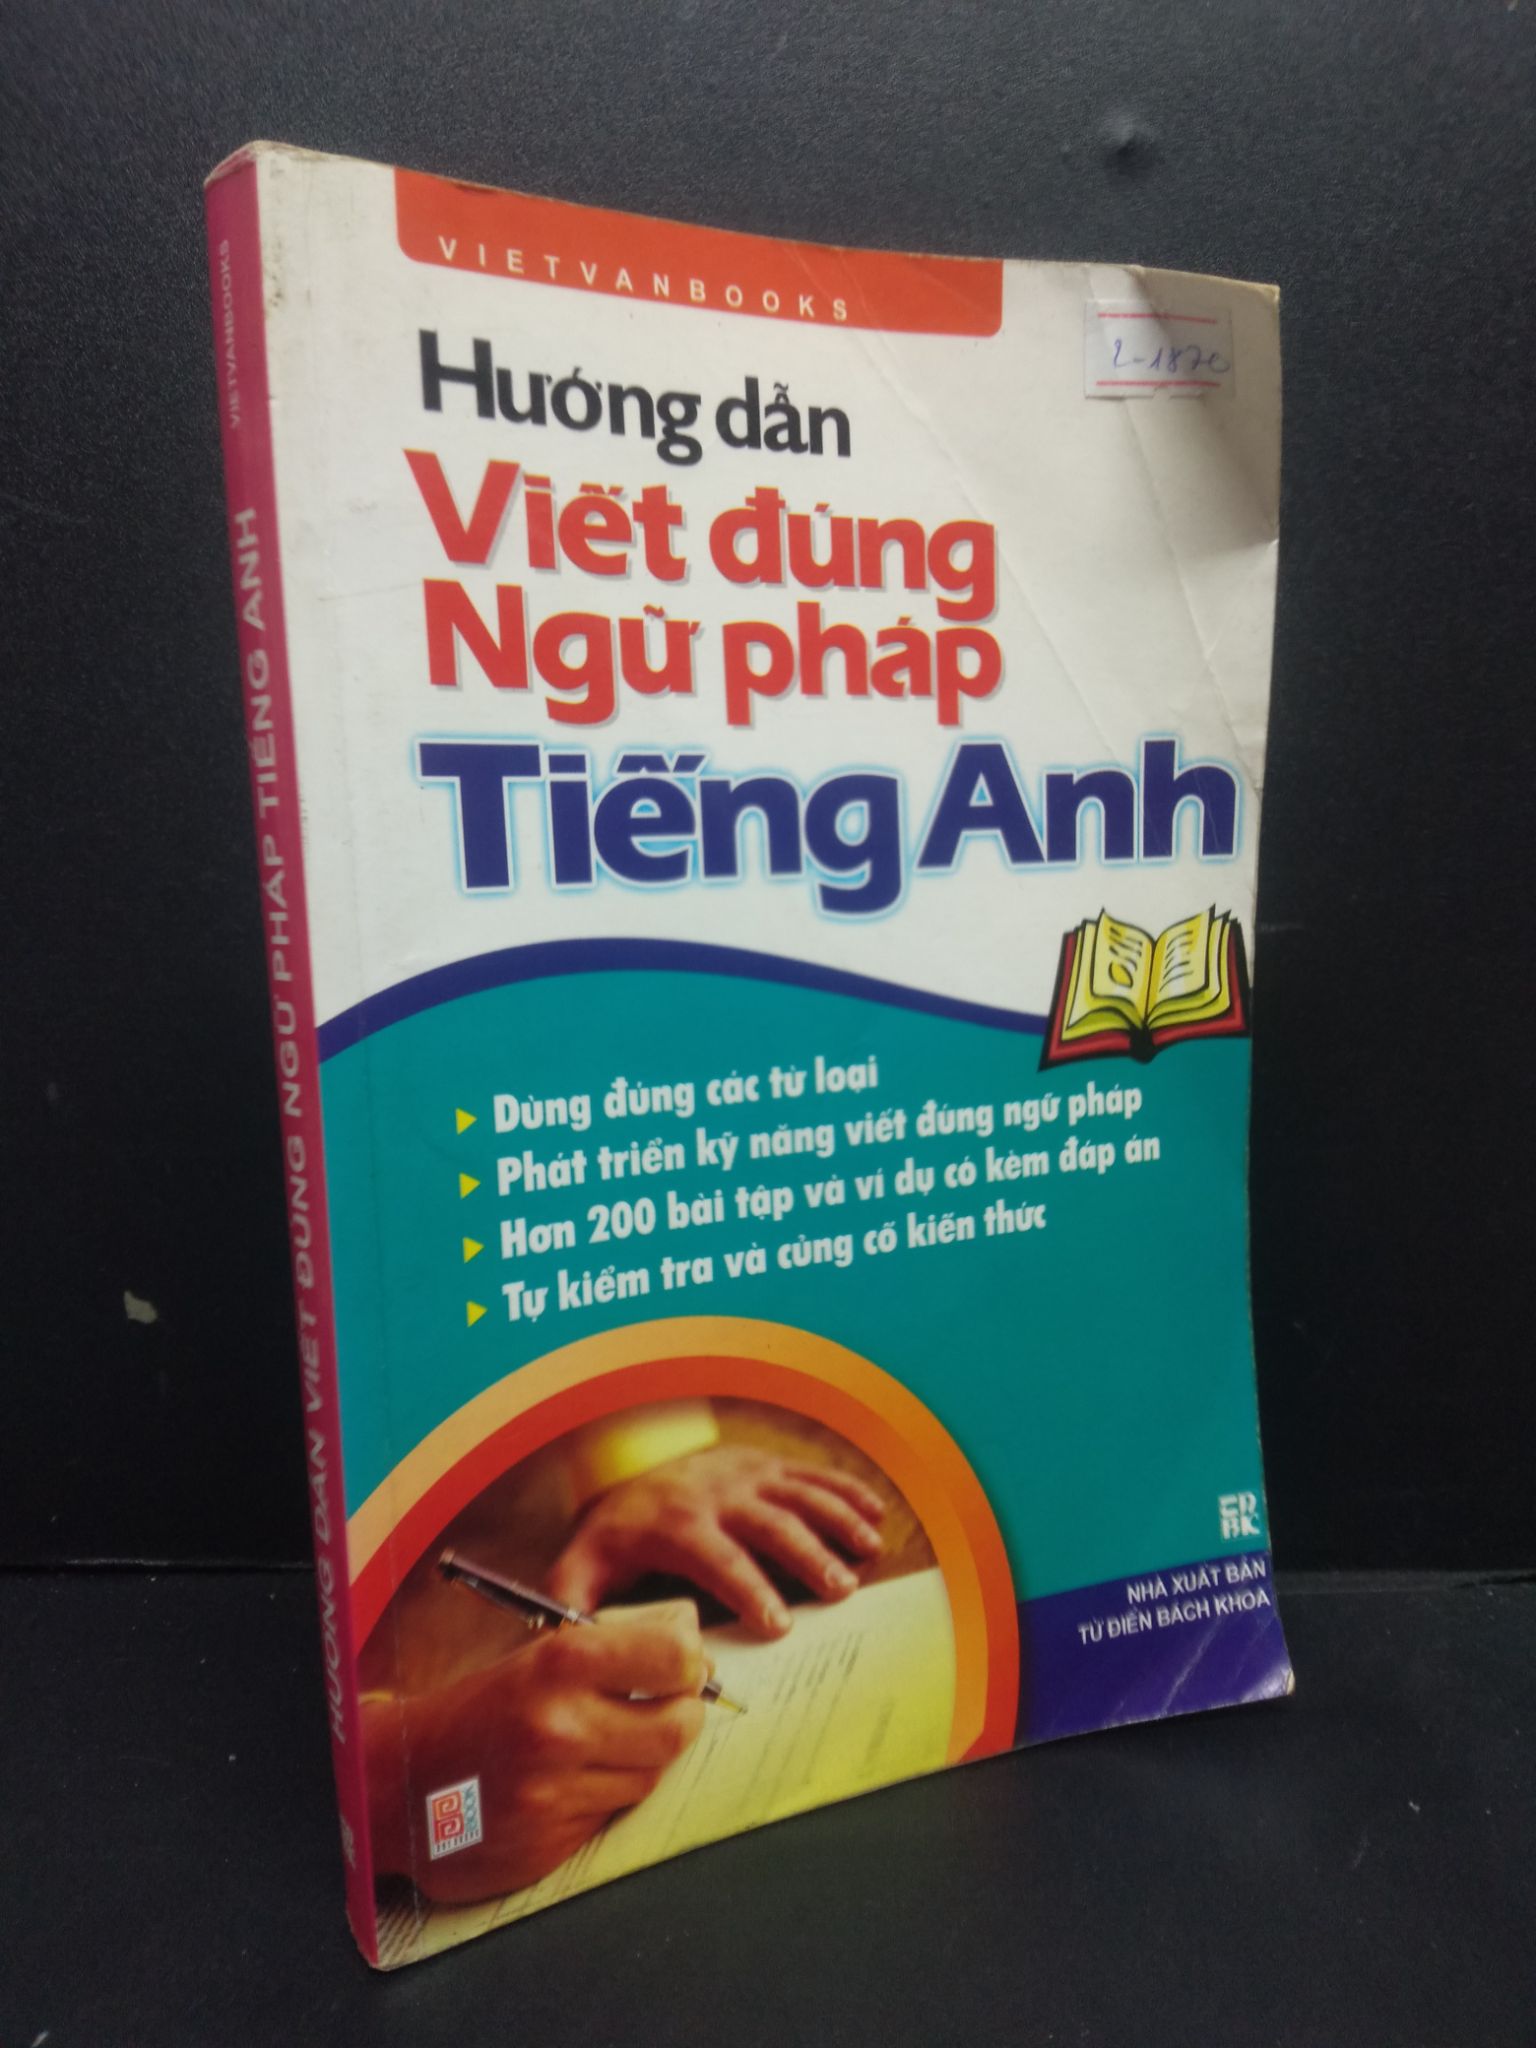 VIETVANBOOKS
Hướng dẫn
Viết đúng
Ngữ pháp
Tiếng Anh
Dùng đúng các từ loại
Phát triển kỹ năng viết đúng ngữ pháp
Hơn 200 bài tập và ví dụ có kèm đáp án
Tự kiểm tra và củng cố kiến thức
NHÀ XUẤT BẢN
TỪ ĐIỂN BÁCH KHOA
VIETVANBOOKS
HƯỚNG DẪN VIẾT ĐÚNG NGỮ PHÁP TIẾNG ANH